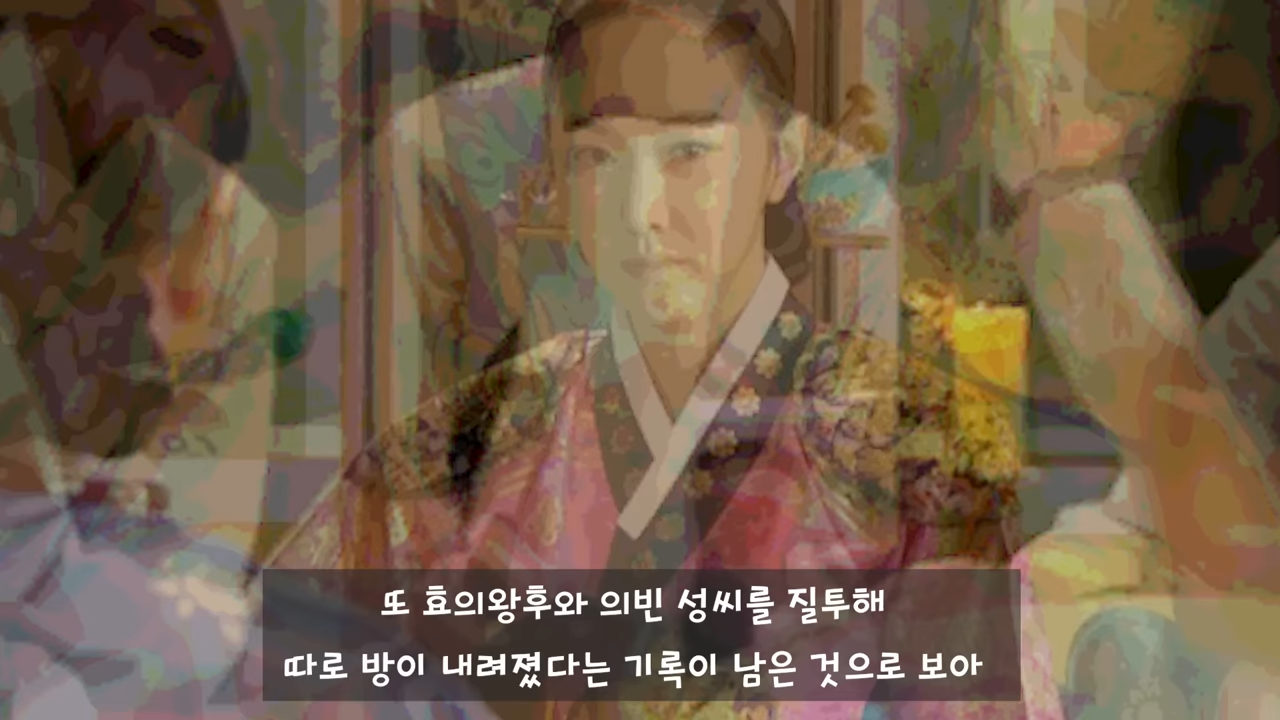 또 효의왕후와 의빈 성씨를 질투해
따로 방이 내려졌다는 기록이 남은 것으로 보아